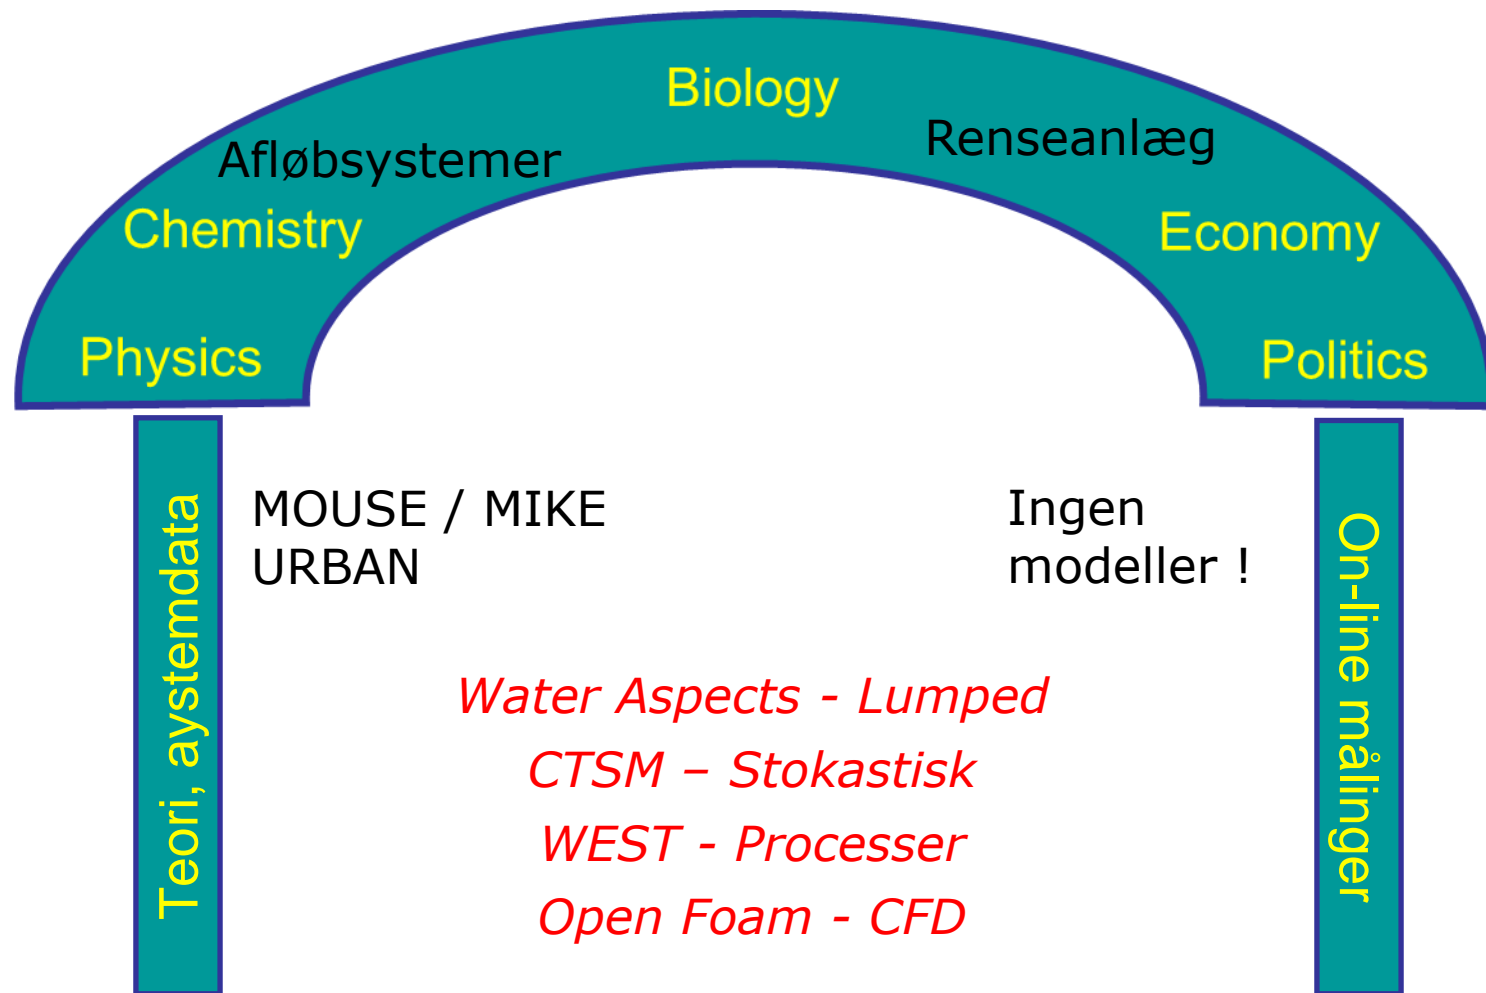 Biology
Afløbsystemer
Renseanlæg
Chemistry
Economy
Physics
Politics
Teori, aystemdata
MOUSE / MIKE
URBAN
Ingen
modeller !
On-line målinger
Water Aspects - Lumped
CTSM – Stokastisk
WEST - Processer
Open Foam - CFD